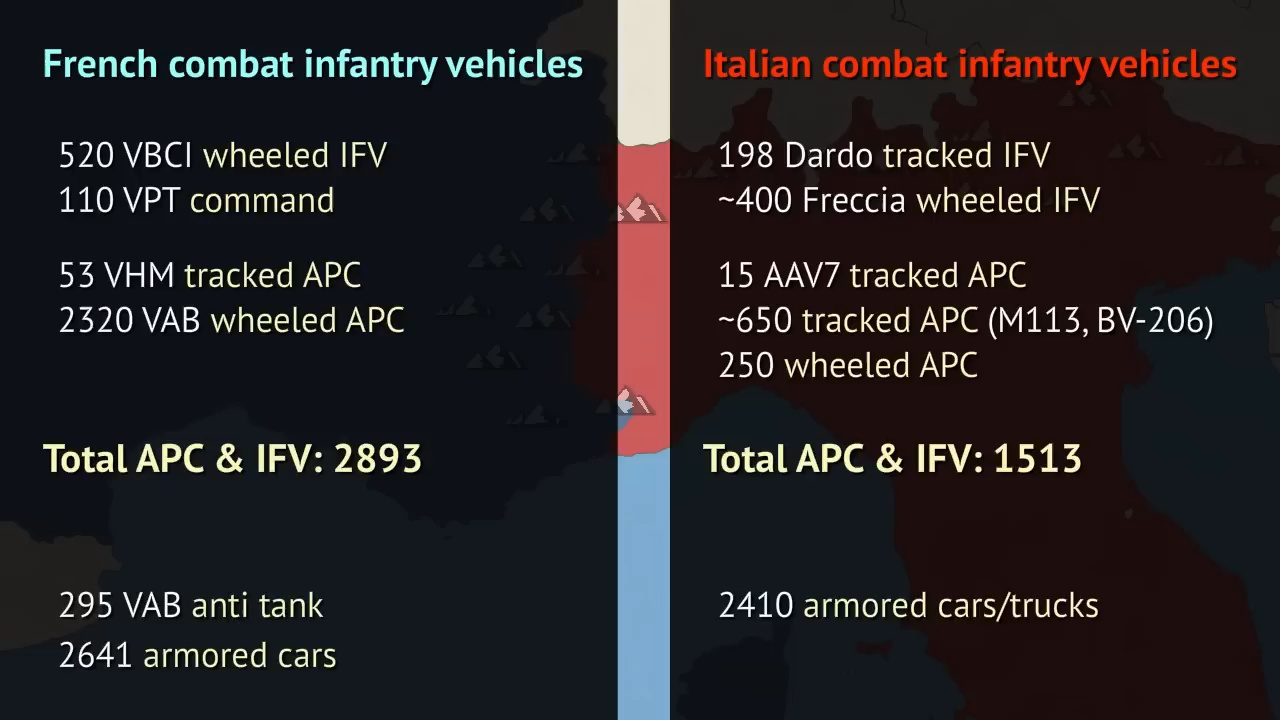 French combat infantry vehicles
520 VBCI wheeled IFV
110 VPT command
53 VHM tracked APC
2320 VAB wheeled APC
Total APC & IFV: 2893
295 VAB anti tank
2641 armored cars
Italian combat infantry vehicles
198 Dardo tracked IFV
~400 Freccia wheeled IFV
15 AAV7 tracked APC
~650 tracked APC (M113, BV-206)
250 wheeled APC
Total APC & IFV: 1513
2410 armored cars/trucks